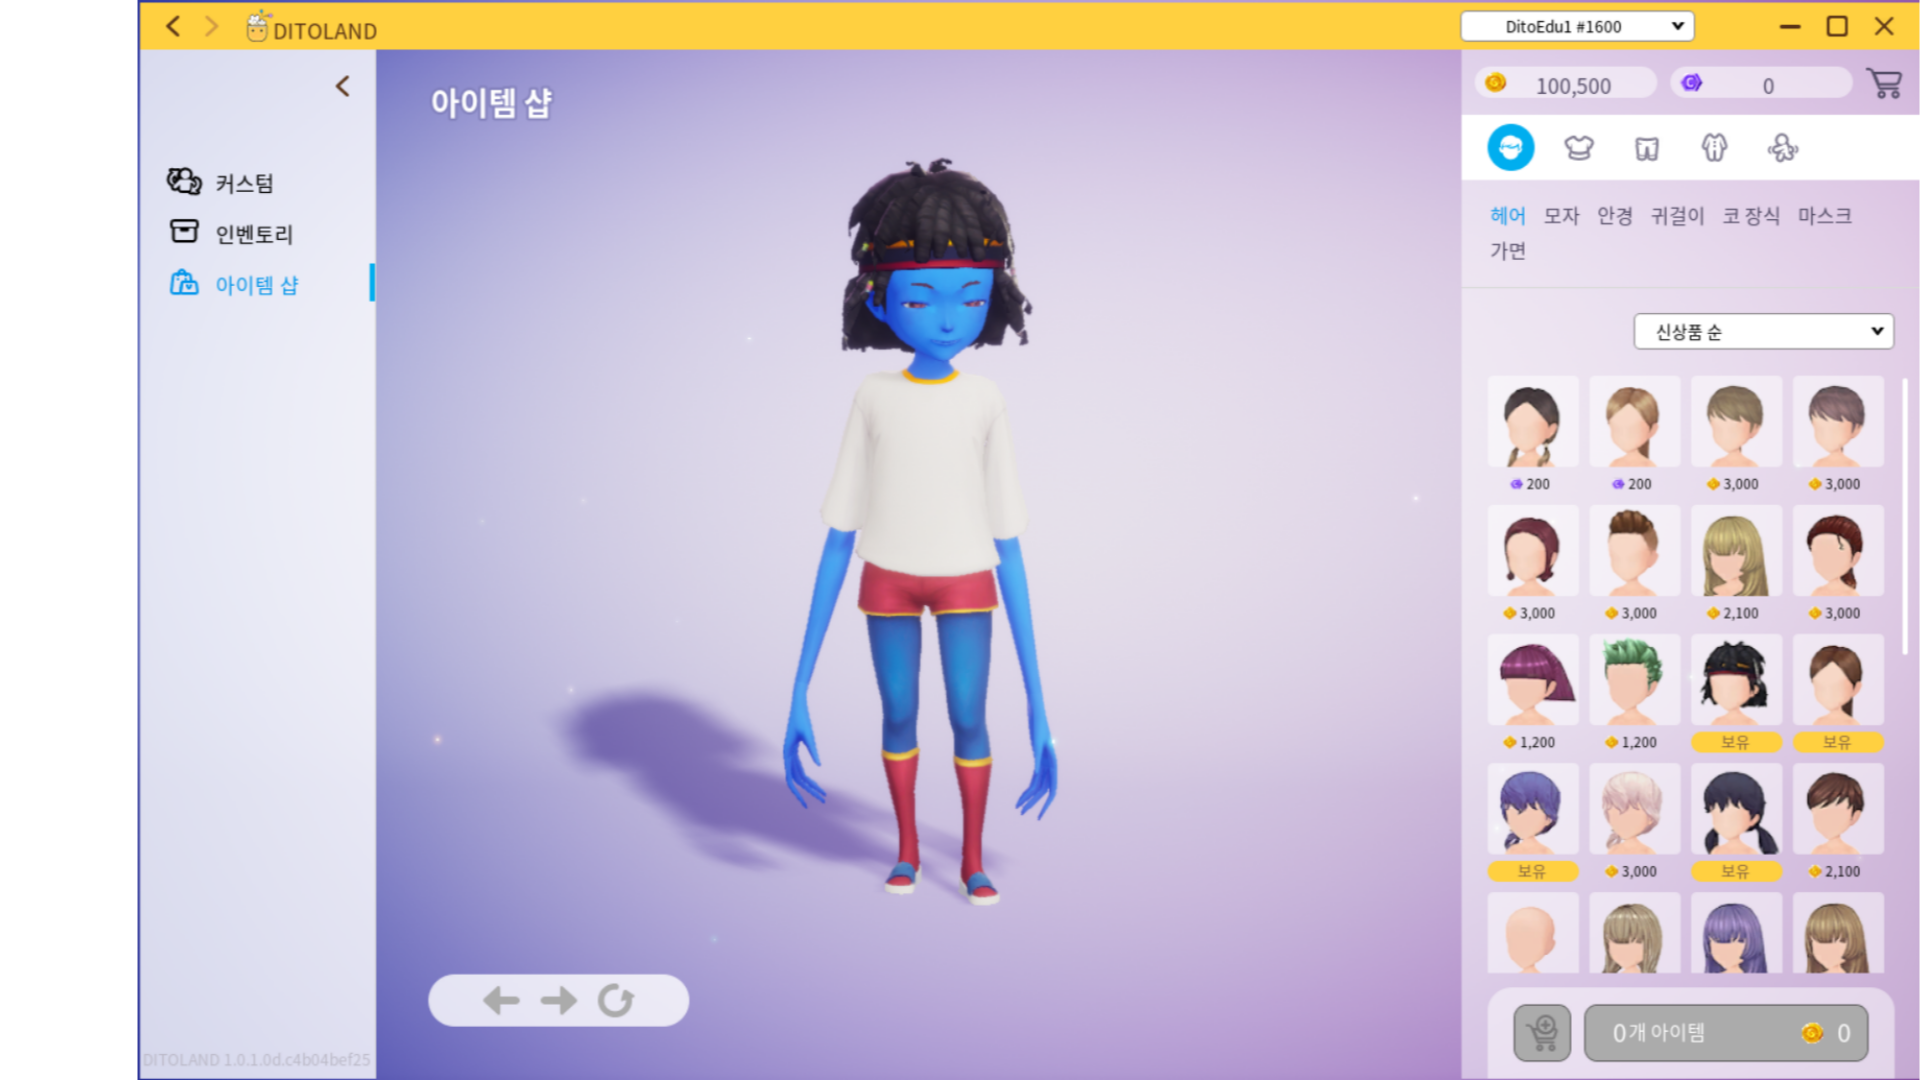 DITOLAND
DitoEdu1 #1600
아이템 샵
커스텀
인벤토리
아이템 샵
100,500
0
헤어 모자 안경 귀걸이 코 장식 마스크
가면
신상품 순
200 200 3,000 3,000
3,000 3,000 2,100 3,000
1,200 1,200 보유 보유
보유 3,000 보유 2,100
0개 아이템 0
DITOLAND 1.0.1.0d.c4b04bef25